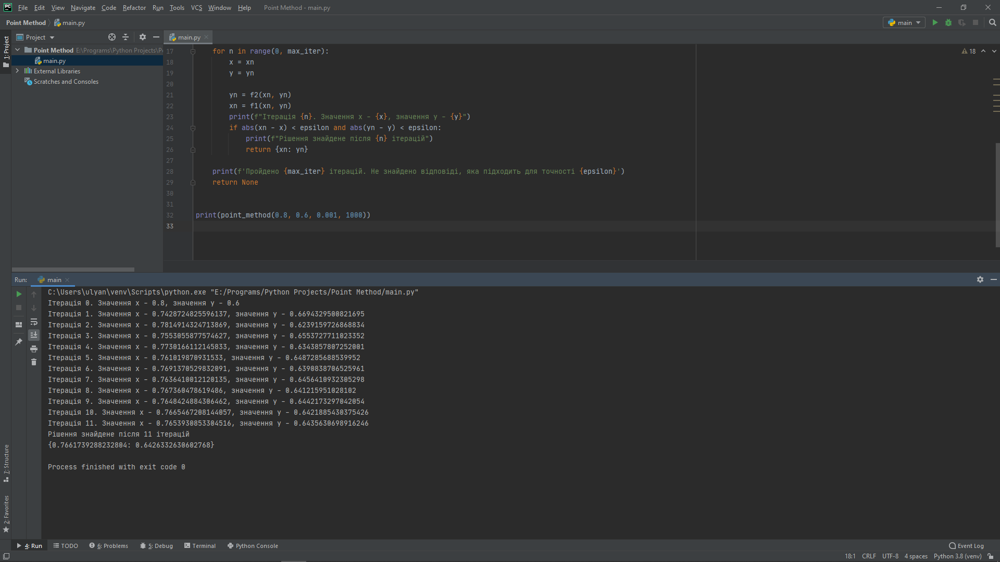 PC File Edit View Navigate Code Refactor Run Tools VCS Window Help Point Method - main.py
Point Method main.py main
Project main.py
1: Project
Point Method E:\Programs\Python Projects\P
main.py
External Libraries
Scratches and Consoles
18
17 for n in range(0, max_iter):
18 x = xn
19 y = yn
20
21 yn = f2(xn, yn)
22 xn = f1(xn, yn)
23 print(f"Ітерація {n}. Значення x - {x}, значення y - {y}")
24 if abs(xn - x) < epsilon and abs(yn - y) < epsilon:
25 print(f"Рішення знайдене після {n} ітерацій")
26 return {xn: yn}
27
28 print(f'Пройдено {max_iter} ітерацій. Не знайдено відповіді, яка підходить для точності {epsilon}')
29 return None
30
31
32 print(point_method(0.8, 0.6, 0.001, 1000))
33
Run: main
C:\Users\ulyan\venv\Scripts\python.exe "E:/Programs/Python Projects/Point Method/main.py"
Ітерація 0. Значення x - 0.8, значення y - 0.6
Ітерація 1. Значення x - 0.7428724825596137, значення y - 0.6694329500821695
Ітерація 2. Значення x - 0.7814914324713869, значення y - 0.6239159726868834
Ітерація 3. Значення x - 0.7553055877574627, значення y - 0.6553727711023352
Ітерація 4. Значення x - 0.7730166112145833, значення y - 0.6343857807252001
Ітерація 5. Значення x - 0.761019870931533, значення y - 0.6487285688539952
Ітерація 6. Значення x - 0.7691370529832091, значення y - 0.6390838706525961
Ітерація 7. Значення x - 0.7636410012120135, значення y - 0.6456410932305298
Ітерація 8. Значення x - 0.767360478619486, значення y - 0.641215951028102
Ітерація 9. Значення x - 0.7648424884306462, значення y - 0.6442173297042054
Ітерація 10. Значення x - 0.7665467208144057, значення y - 0.6421885430375426
Ітерація 11. Значення x - 0.7653930853304516, значення y - 0.6435630698916246
Рішення знайдене після 11 ітерацій
{0.7661739288232804: 0.6426332630602768}
Process finished with exit code 0
7: Structure
2: Favorites
4: Run TODO 6: Problems 5: Debug Terminal Python Console Event Log
18:1 CRLF UTF-8 4 spaces Python 3.8 (venv)